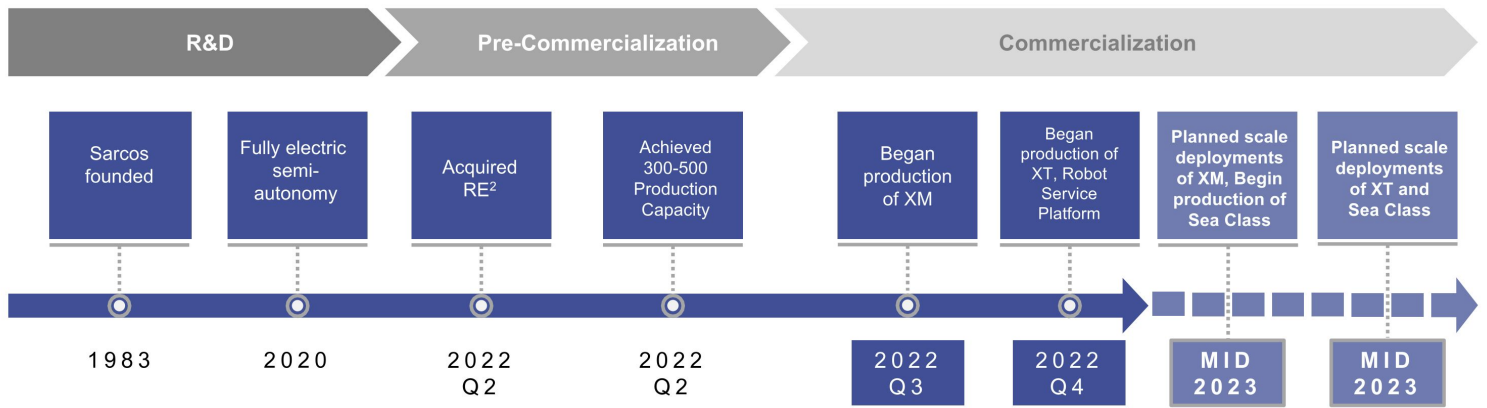 R&D
Pre-Commercialization
Commercialization
Sarcos
founded
Fully electric
semi-
autonomy
Acquired
RE²
Achieved
300-500
Production
Capacity
Began
production
of XM
Began
production of
XT, Robot
Service
Platform
Planned scale
deployments
of XM, Begin
production of
Sea Class
Planned scale
deployments
of XT and
Sea Class
1983
2020
2022
Q2
2022
Q2
2022
Q3
2022
Q4
MID
2023
MID
2023